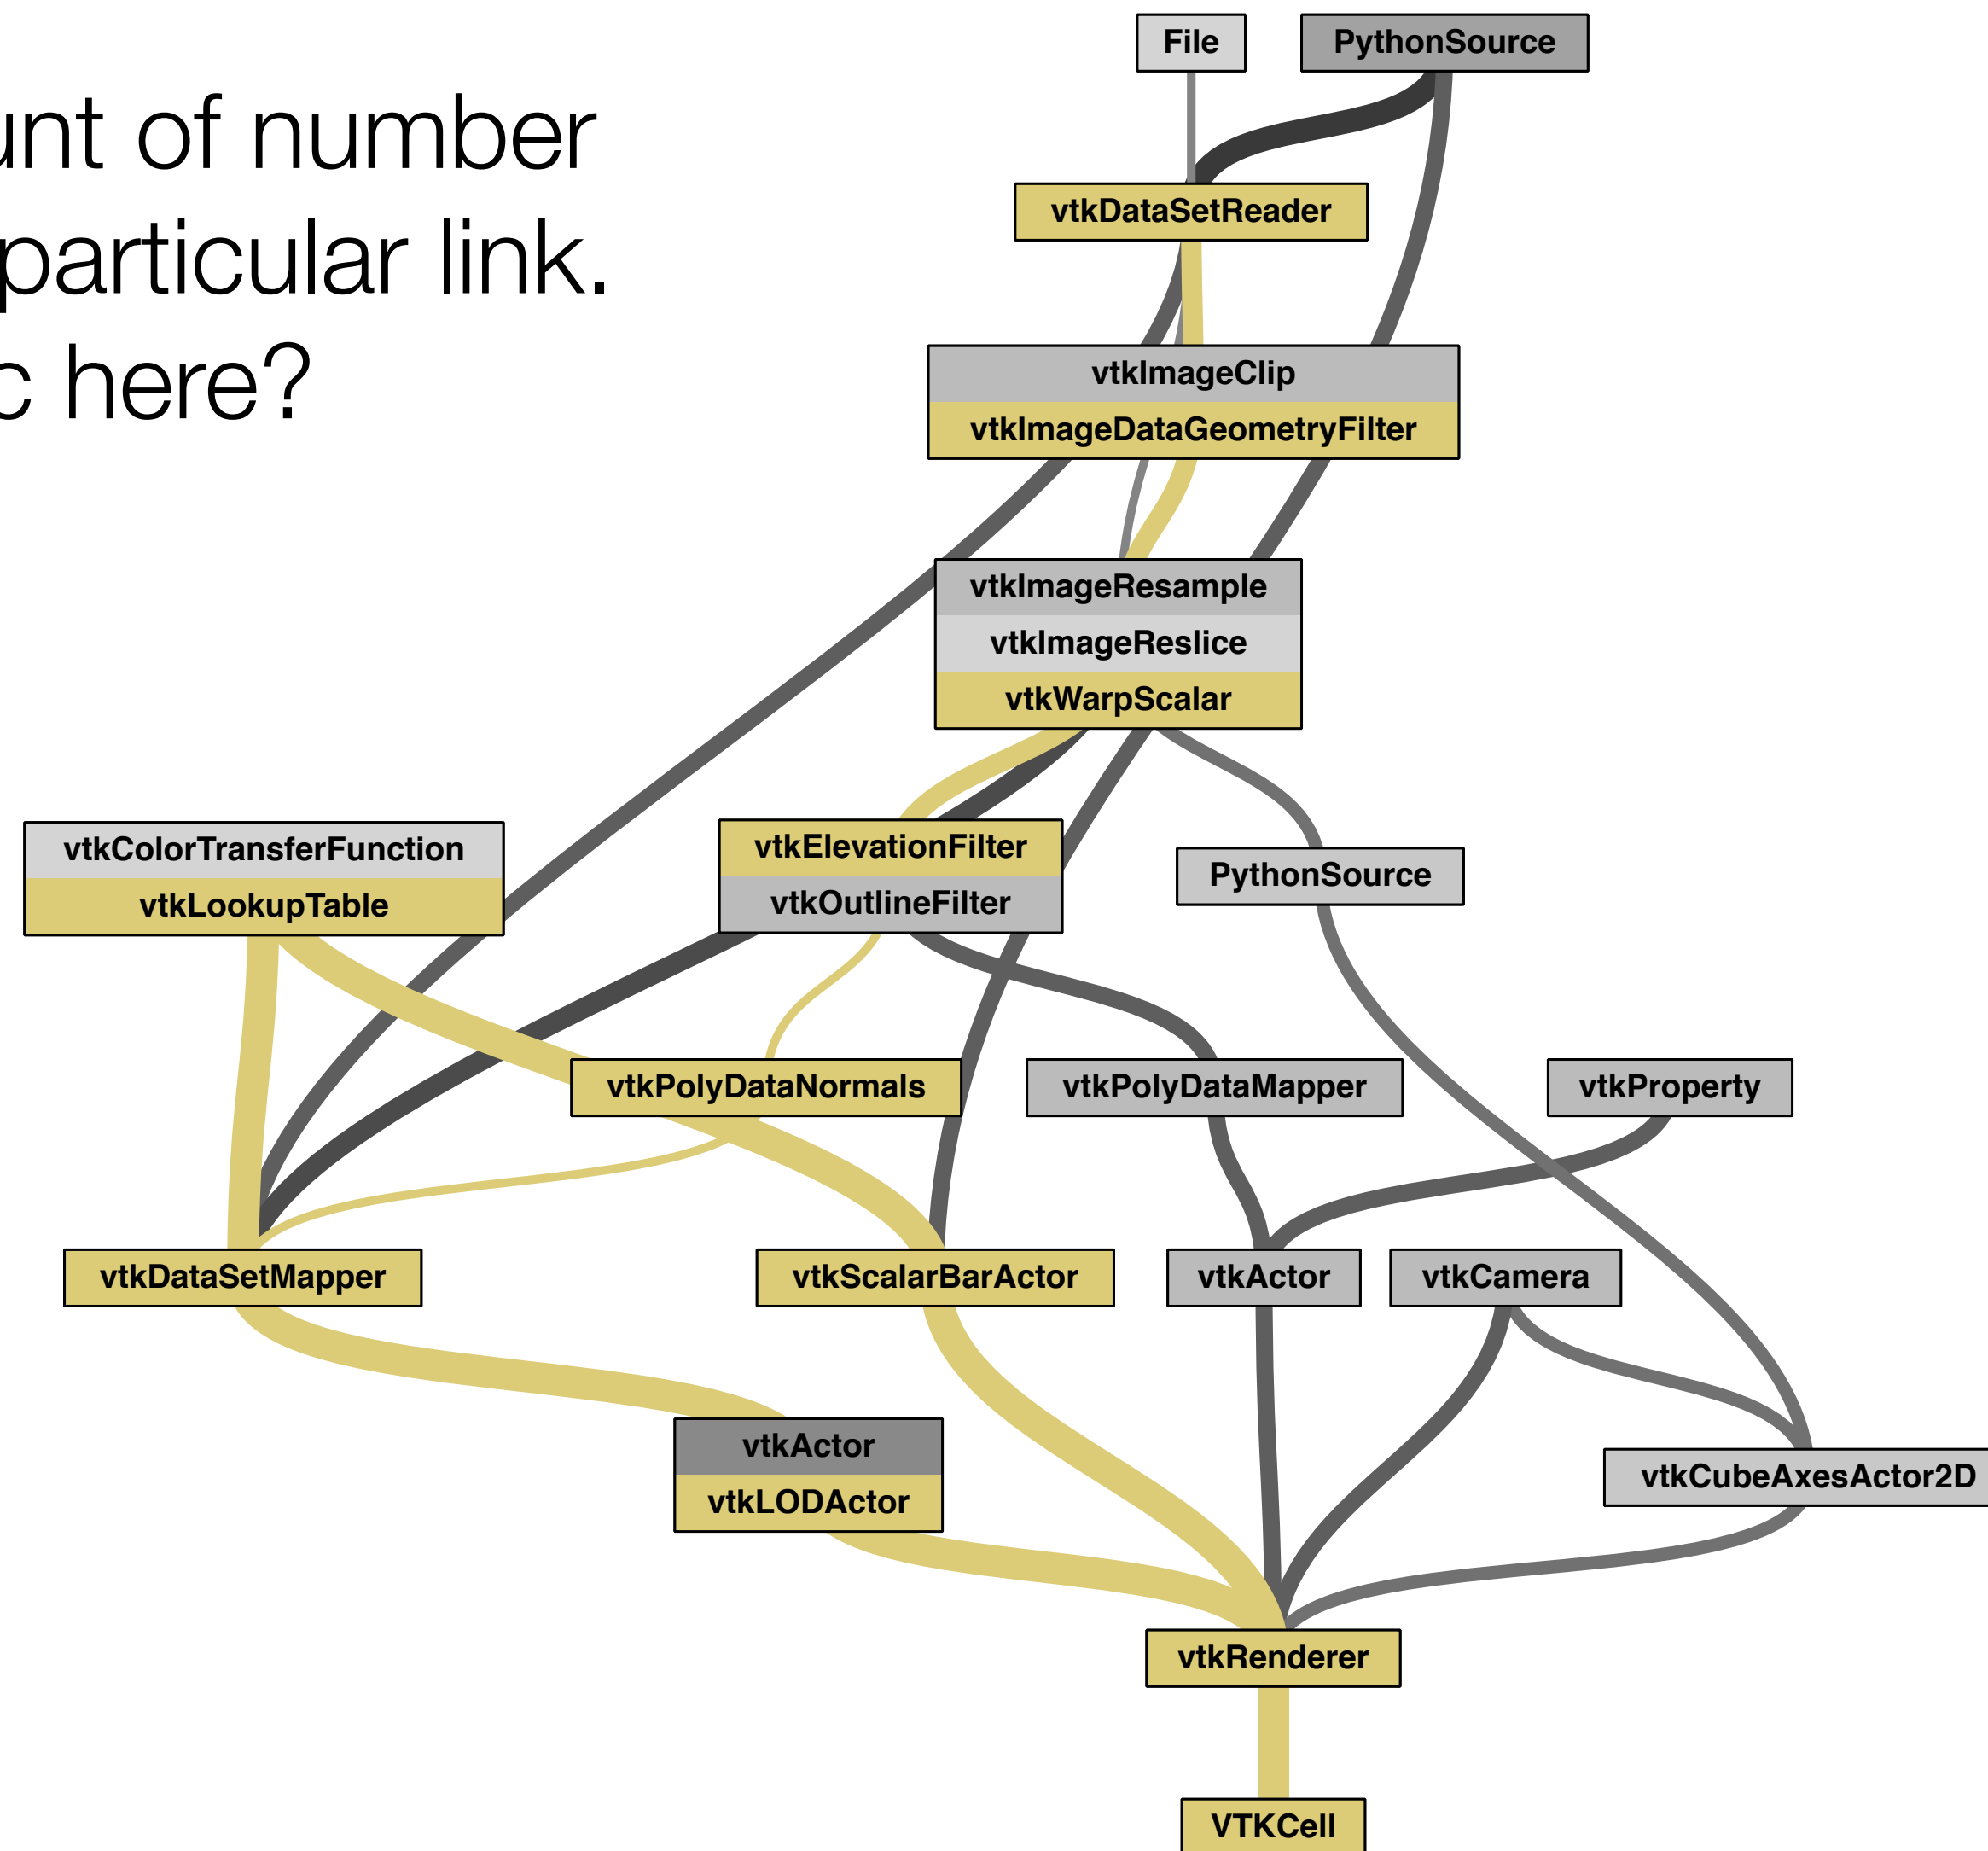 File
PythonSource
of number
particular link.
here?
vtkDataSetReader
vtkImageClip
vtkImageDataGeometryFilter
vtkImageResample
vtkImageReslice
vtkWarpScalar
vtkColorTransferFunction
vtkLookupTable
vtkElevationFilter
vtkOutlineFilter
PythonSource
vtkPolyDataNormals
vtkPolyDataMapper
vtkProperty
vtkDataSetMapper
vtkScalarBarActor
vtkActor
vtkCamera
vtkActor
vtkLODActor
vtkCubeAxesActor2D
vtkRenderer
VTKCell